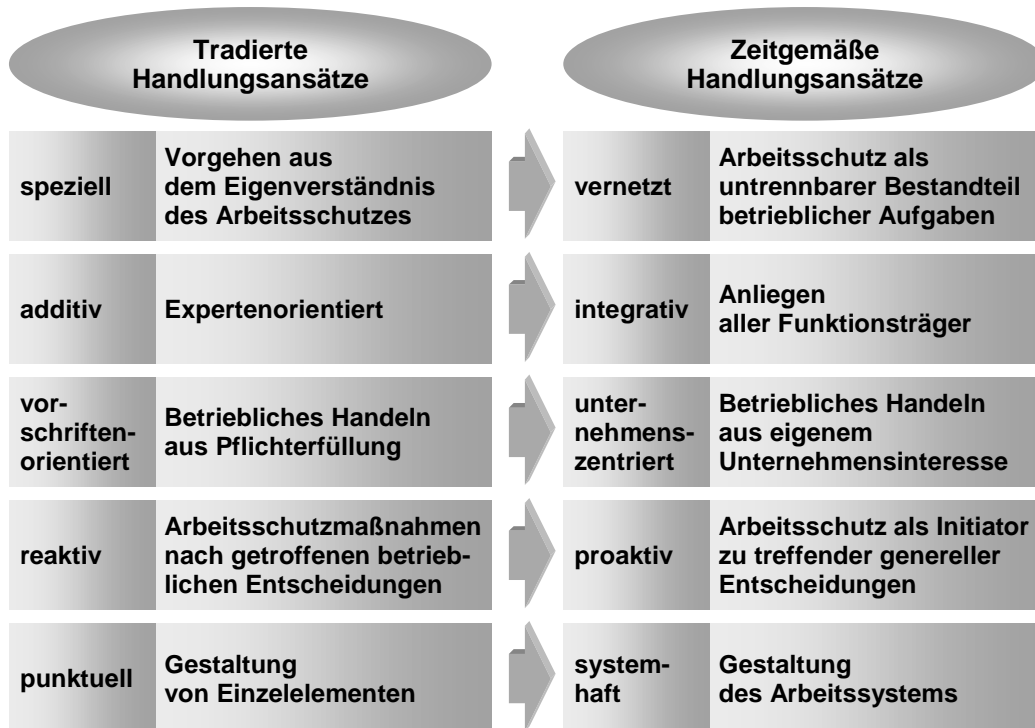 Tradierte
Handlungsansätze
Zeitgemäße
Handlungsansätze
speziell
Vorgehen aus
dem Eigenverständnis
des Arbeitsschutzes
vernetzt
Arbeitsschutz als
untrennbarer Bestandteil
betrieblicher Aufgaben
additiv
Expertenorientiert
integrativ
Anliegen
aller Funktionsträger
vor-
schriften-
orientiert
Betriebliches Handeln
aus Pflichterfüllung
unter-
nehmens-
zentriert
Betriebliches Handeln
aus eigenem
Unternehmensinteresse
reaktiv
Arbeitsschutzmaßnahmen
nach getroffenen betrieb-
lichen Entscheidungen
proaktiv
Arbeitsschutz als Initiator
zu treffender genereller
Entscheidungen
punktuell
Gestaltung
von Einzelelementen
system-
haft
Gestaltung
des Arbeitssystems